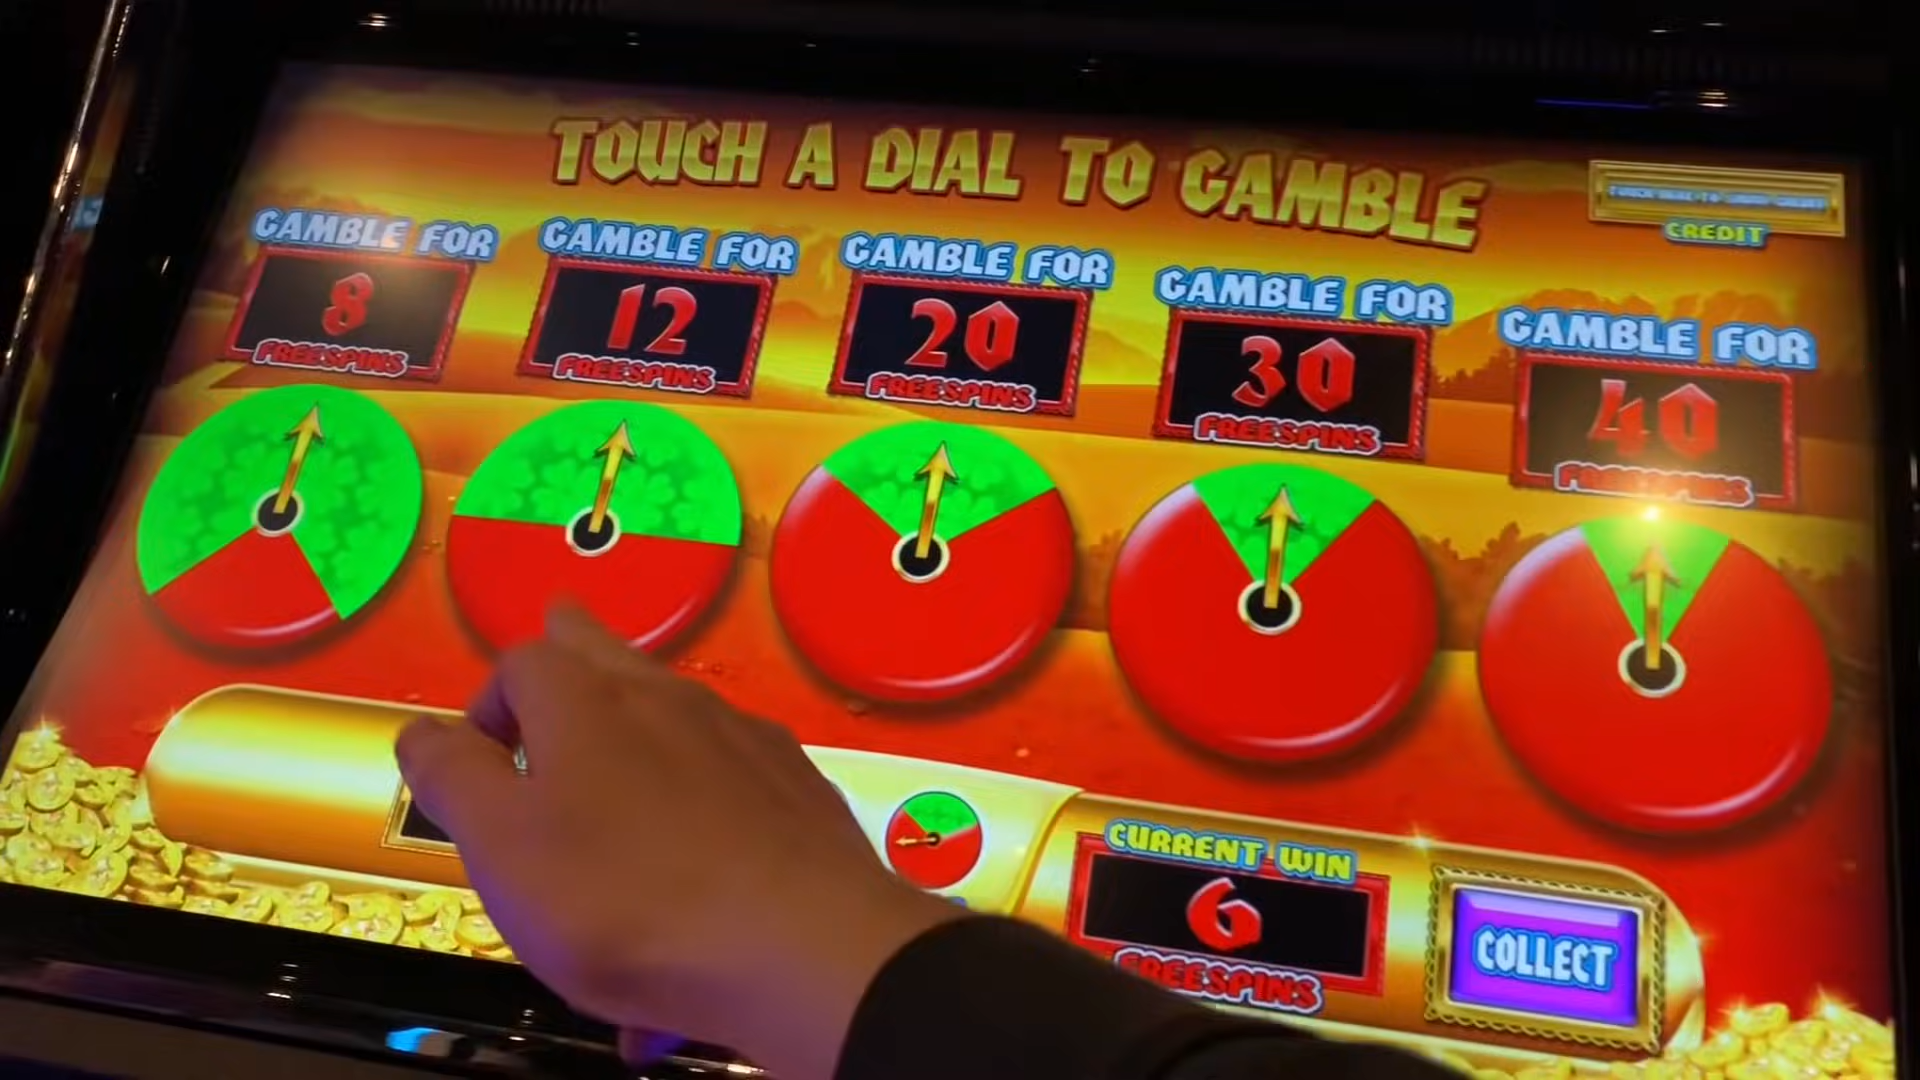 TOUCH A DIAL TO GAMBLE
CREDIT
GAMBLE FOR
8
FREESPINS
GAMBLE FOR
12
FREESPINS
GAMBLE FOR
20
FREESPINS
GAMBLE FOR
30
FREESPINS
GAMBLE FOR
40
FREESPINS
CURRENT WIN
6
FREESPINS
COLLECT